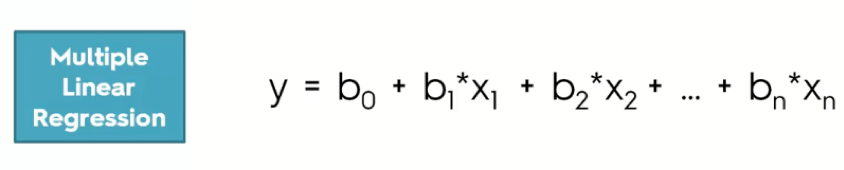 Multiple
Linear
Regression
y = b₀ + b₁*x₁ + b₂*x₂ + ... + bₙ*xₙ